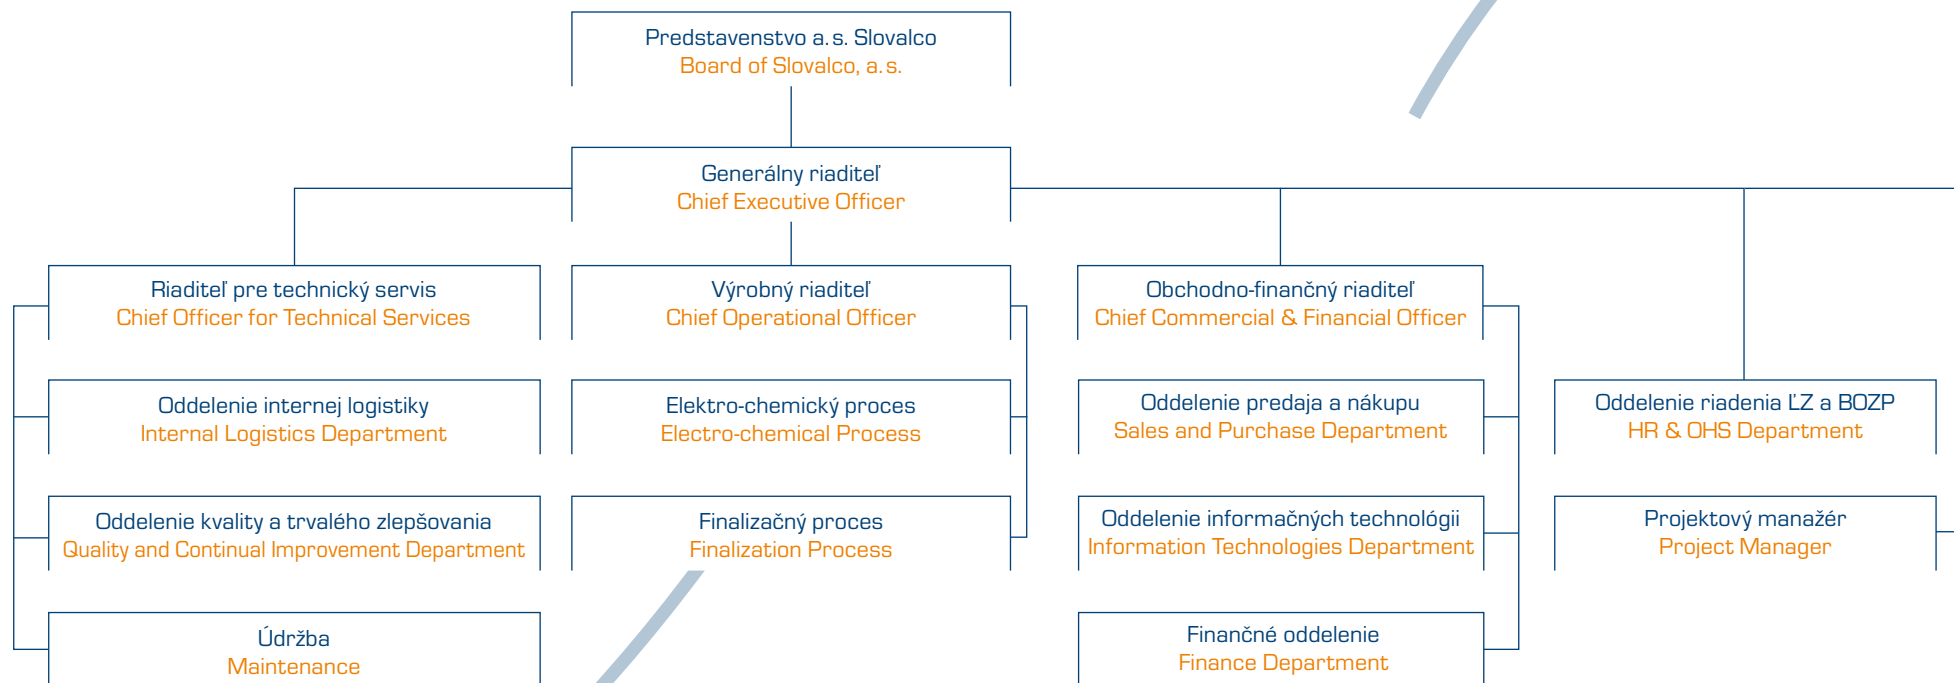 Predstavenstvo a. s. Slovalco
Board of Slovalco, a. s.
Generálny riaditeľ
Chief Executive Officer
Riaditeľ pre technický servis
Chief Officer for Technical Services
Výrobný riaditeľ
Chief Operational Officer
Obchodno-finančný riaditeľ
Chief Commercial & Financial Officer
Oddelenie internej logistiky
Internal Logistics Department
Elektro-chemický proces
Electro-chemical Process
Oddelenie predaja a nákupu
Sales and Purchase Department
Oddelenie riadenia ĽZ a BOZP
HR & OHS Department
Oddelenie kvality a trvalého zlepšovania
Quality and Continual Improvement Department
Finalizačný proces
Finalization Process
Oddelenie informačných technológii
Information Technologies Department
Projektový manažér
Project Manager
Údržba
Maintenance
Finančné oddelenie
Finance Department